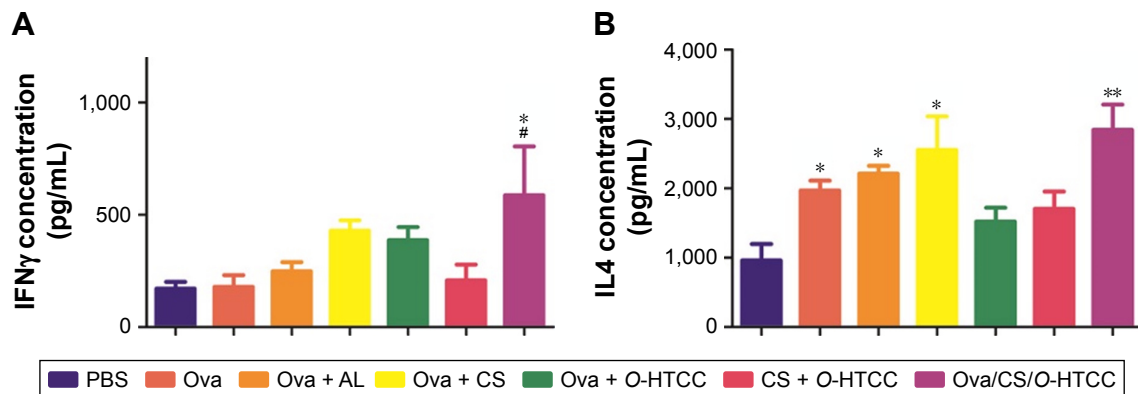 A
IFNγ concentration
(pg/mL)
1,000
500
0
*
#
B
IL4 concentration
(pg/mL)
4,000
3,000
2,000
1,000
0
*
*
*
**
PBS Ova Ova + AL Ova + CS Ova + O-HTCC CS + O-HTCC Ova/CS/O-HTCC